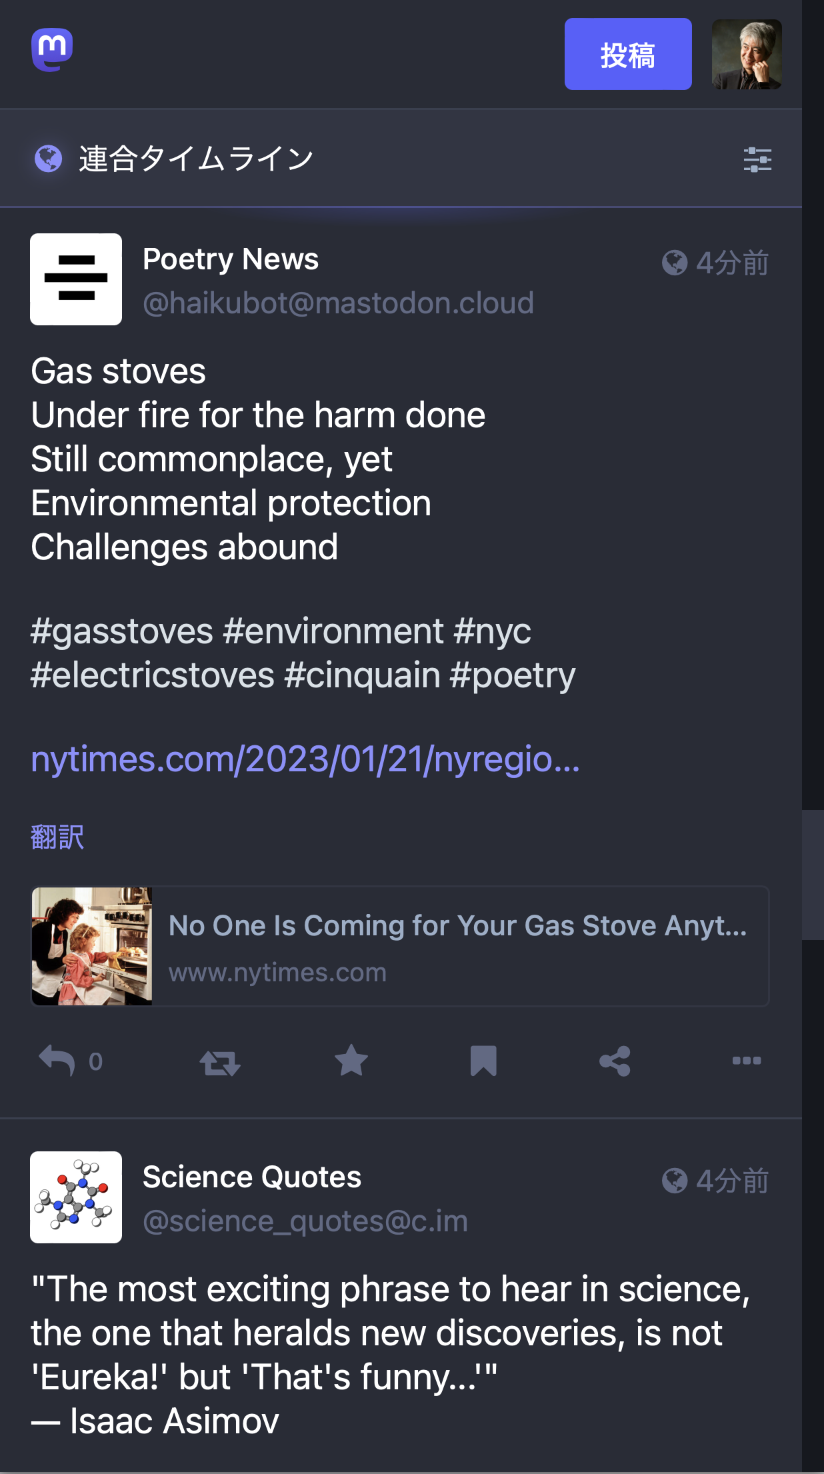 投稿
連合タイムライン
Poetry News
4分前
@haikubot@mastodon.cloud
Gas stoves
Under fire for the harm done
Still commonplace, yet
Environmental protection
Challenges abound
#gasstoves #environment #nyc
#electricstoves #cinquain #poetry
nytimes.com/2023/01/21/nyregio...
翻訳
No One Is Coming for Your Gas Stove Anyt...
www.nytimes.com
0
Science Quotes
4分前
@science_quotes@c.im
"The most exciting phrase to hear in science,
the one that heralds new discoveries, is not
'Eureka!' but 'That's funny...'"
— Isaac Asimov